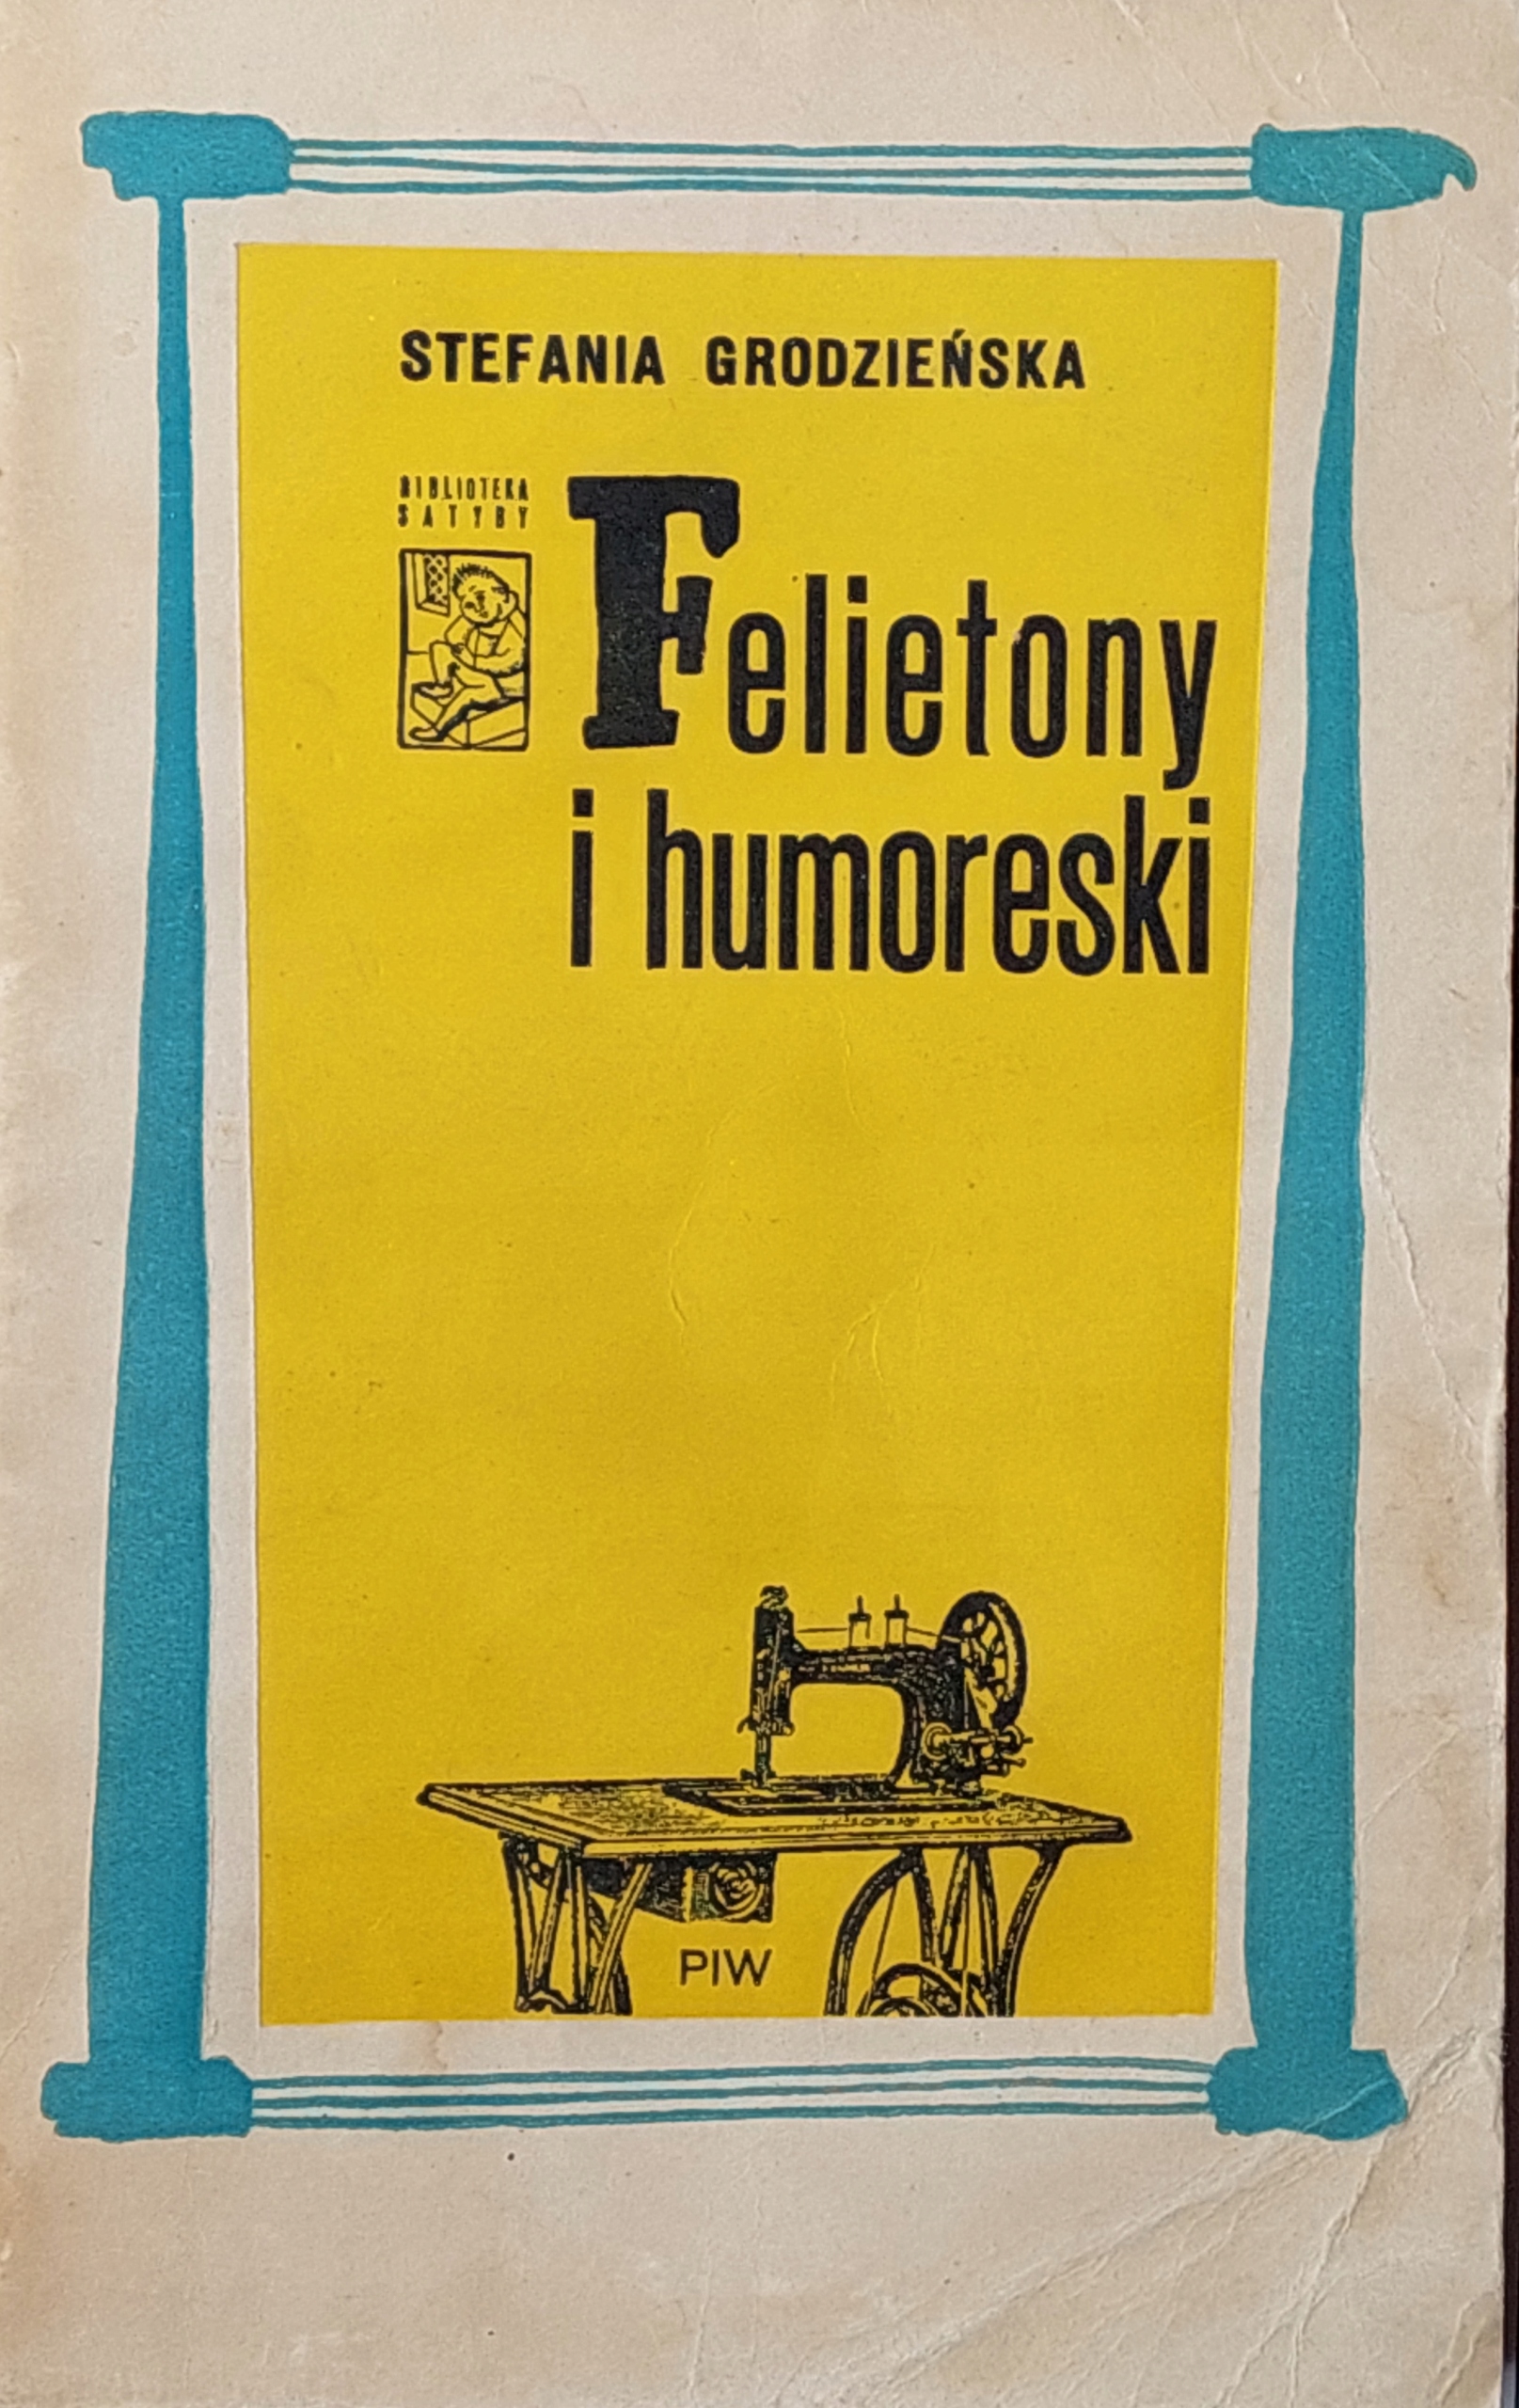 STEFANIA GRODZIEŃSKA
BIBLIOTEKA
SATYRY
Felietony
i humoreski
PIW